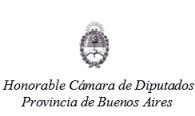 Honorable Cámara de Diputados
Provincia de Buenos Aires